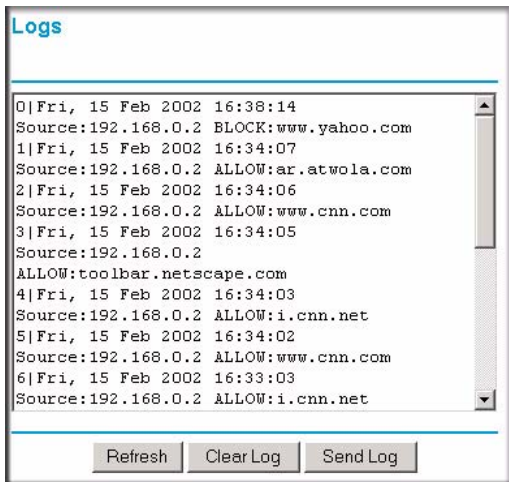 Logs
0|Fri, 15 Feb 2002 16:38:14
Source:192.168.0.2 BLOCK:www.yahoo.com
1|Fri, 15 Feb 2002 16:34:07
Source:192.168.0.2 ALLOW:ar.atwola.com
2|Fri, 15 Feb 2002 16:34:06
Source:192.168.0.2 ALLOW:www.cnn.com
3|Fri, 15 Feb 2002 16:34:05
Source:192.168.0.2
ALLOW:toolbar.netscape.com
4|Fri, 15 Feb 2002 16:34:03
Source:192.168.0.2 ALLOW:i.cnn.net
5|Fri, 15 Feb 2002 16:34:02
Source:192.168.0.2 ALLOW:www.cnn.com
6|Fri, 15 Feb 2002 16:33:03
Source:192.168.0.2 ALLOW:i.cnn.net
Refresh Clear Log Send Log